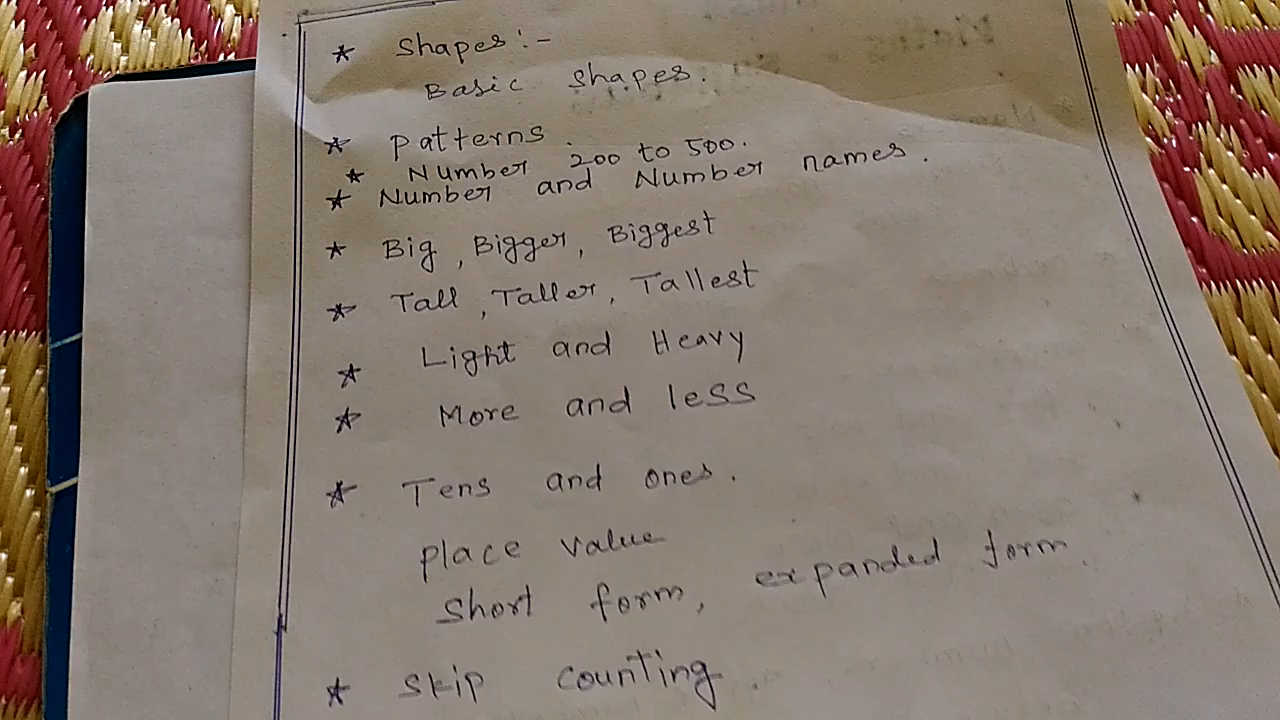 * Shapes:-
Basic shapes.
* Patterns.
* Number 200 to 500.
* Number and Number names.
* Big, Bigger, Biggest
* Tall, Taller, Tallest
* Light and Heavy
* More and less
* Tens and ones.
place value
short form, expanded form.
* Skip counting.